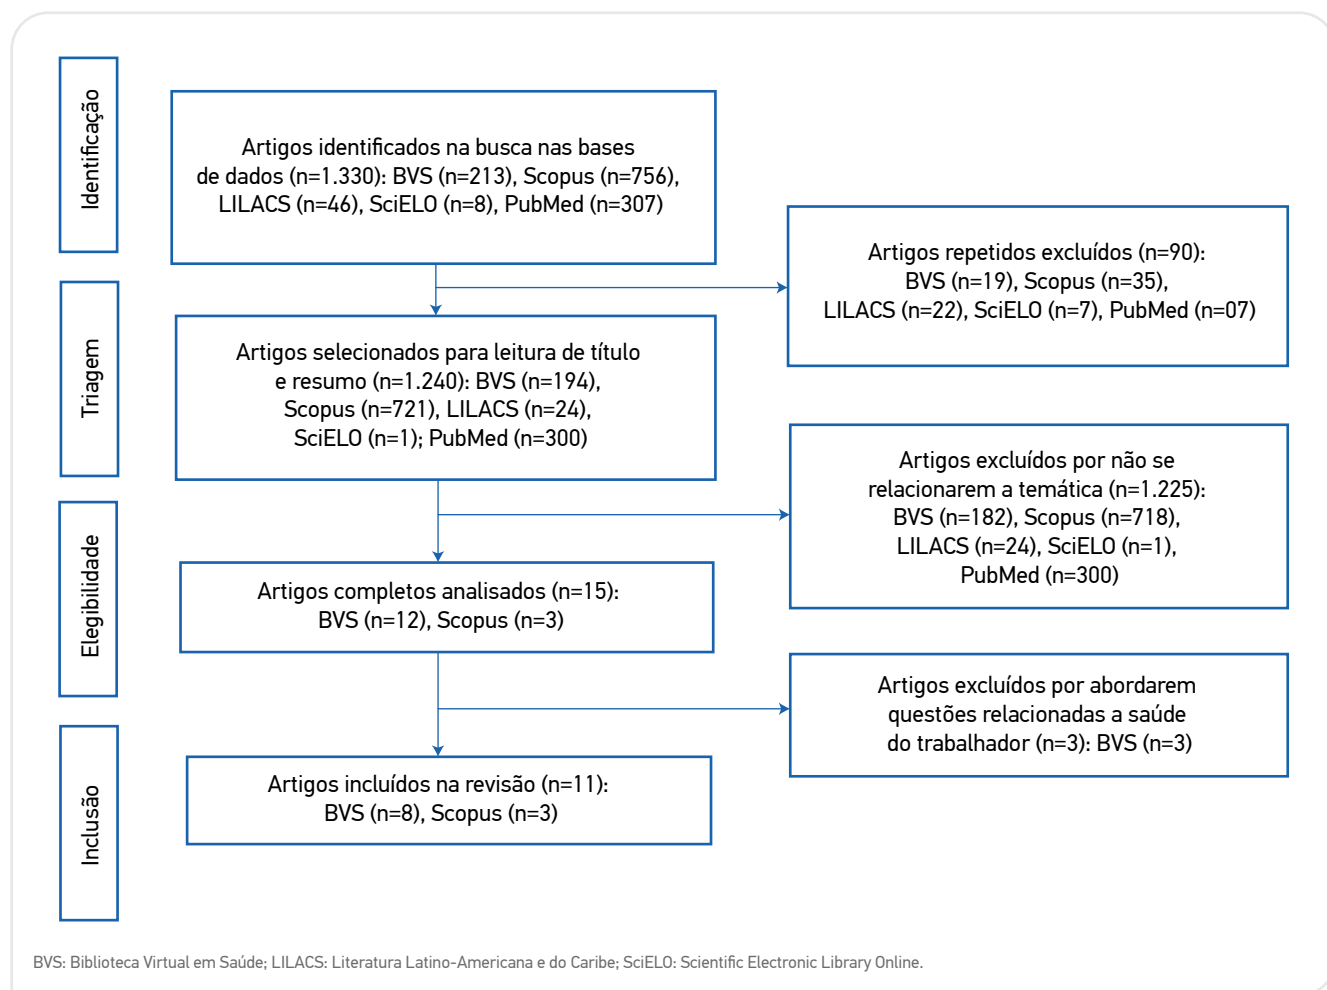 Identificação
Artigos identificados na busca nas bases
de dados (n=1.330): BVS (n=213), Scopus (n=756),
LILACS (n=46), SciELO (n=8), PubMed (n=307)
Artigos repetidos excluídos (n=90):
BVS (n=19), Scopus (n=35),
LILACS (n=22), SciELO (n=7), PubMed (n=07)
Triagem
Artigos selecionados para leitura de título
e resumo (n=1.240): BVS (n=194),
Scopus (n=721), LILACS (n=24),
SciELO (n=1); PubMed (n=300)
Artigos excluídos por não se
relacionarem a temática (n=1.225):
BVS (n=182), Scopus (n=718),
LILACS (n=24), SciELO (n=1),
PubMed (n=300)
Elegibilidade
Artigos completos analisados (n=15):
BVS (n=12), Scopus (n=3)
Artigos excluídos por abordarem
questões relacionadas a saúde
do trabalhador (n=3): BVS (n=3)
Inclusão
Artigos incluídos na revisão (n=11):
BVS (n=8), Scopus (n=3)
BVS: Biblioteca Virtual em Saúde; LILACS: Literatura Latino-Americana e do Caribe; SciELO: Scientific Electronic Library Online.